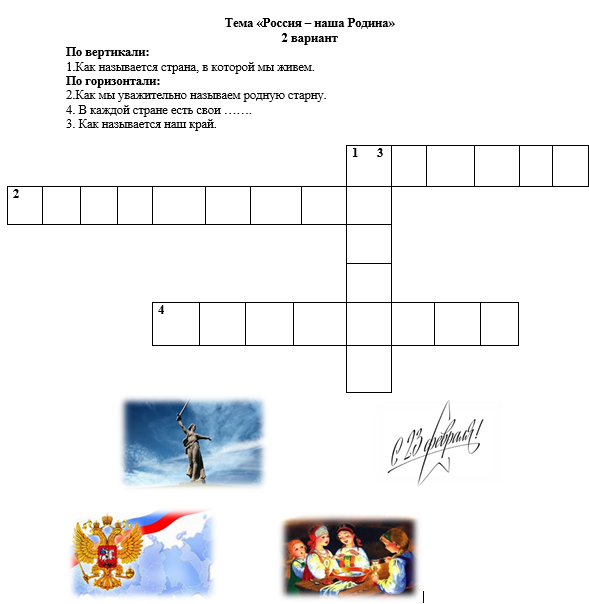 Тема «Россия – наша Родина»
2 вариант
По вертикали:
1.Как называется страна, в которой мы живем.
По горизонтали:
2.Как мы уважительно называем родную старну.
4. В каждой стране есть свои …….
3. Как называется наш край.
1 3
2
4
С 23 февраля!